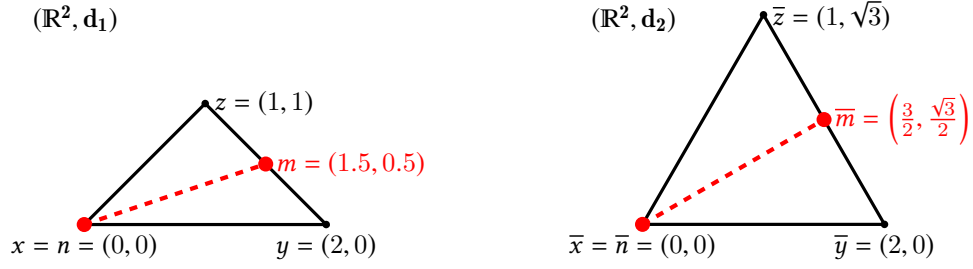 (ℝ², d₁)
z = (1, 1)
m = (1.5, 0.5)
x = n = (0, 0)
y = (2, 0)
(ℝ², d₂)
z̅ = (1, √3)
m̅ = (3/2, √3/2)
x̅ = n̅ = (0, 0)
y̅ = (2, 0)